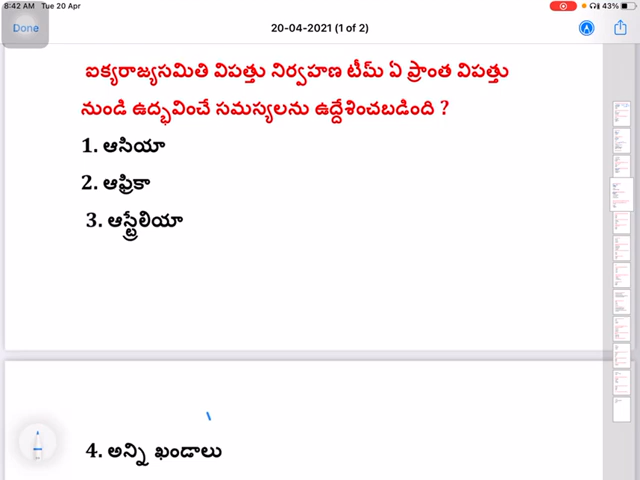 8:42 AM Tue 20 Apr
43%
Done
20-04-2021 (1 of 2)
ఐక్యరాజ్యసమితి విపత్తు నిర్వహణ టీమ్ ఏ ప్రాంత విపత్తు
నుండి ఉద్భవించే సమస్యలను ఉద్దేశించబడింది ?
1. ఆసియా
2. ఆఫ్రికా
3. ఆస్ట్రేలియా
4. అన్ని ఖండాలు